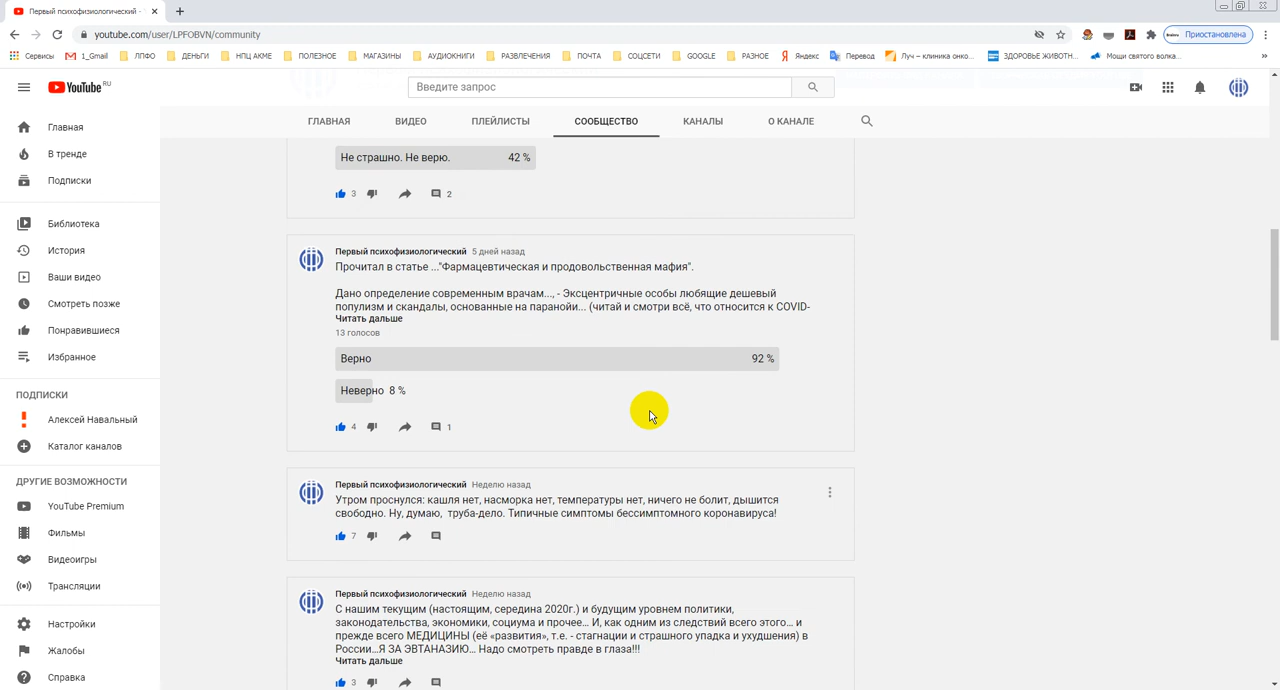 Первый психофизиологический -
youtube.com/user/LPFOBVN/community
Приостановлена
Сервисы 1_Gmail ЛПФО ДЕНЬГИ НПЦ АКМЕ ПОЛЕЗНОЕ МАГАЗИНЫ АУДИОКНИГИ РАЗВЛЕЧЕНИЯ ПОЧТА СОЦСЕТИ GOOGLE РАЗНОЕ Яндекс Перевод Луч – клиника онко... ЗДОРОВЬЕ ЖИВОТН... Мощи святого волка... »
YouTube RU
Введите запрос
ГЛАВНАЯ ВИДЕО ПЛЕЙЛИСТЫ СООБЩЕСТВО КАНАЛЫ О КАНАЛЕ
Главная
В тренде
Подписки
Библиотека
История
Ваши видео
Смотреть позже
Понравившиеся
Избранное
ПОДПИСКИ
Алексей Навальный
Каталог каналов
ДРУГИЕ ВОЗМОЖНОСТИ
YouTube Premium
Фильмы
Видеоигры
Трансляции
Настройки
Жалобы
Справка
Не страшно. Не верю. 42 %
3 2
Первый психофизиологический 5 дней назад
Прочитал в статье ..."Фармацевтическая и продовольственная мафия".
Дано определение современным врачам..., - Эксцентричные особы любящие дешевый
популизм и скандалы, основанные на паранойи... (читай и смотри всё, что относится к COVID-
Читать дальше
13 голосов
Верно 92 %
Неверно 8 %
4 1
Первый психофизиологический Неделю назад
Утром проснулся: кашля нет, насморка нет, температуры нет, ничего не болит, дышится
свободно. Ну, думаю, труба-дело. Типичные симптомы бессимптомного коронавируса!
7
Первый психофизиологический Неделю назад
С нашим текущим (настоящим, середина 2020г.) и будущим уровнем политики,
законодательства, экономики, социума и прочее... И, как одним из следствий всего этого... и
прежде всего МЕДИЦИНЫ (её «развития», т.е. - стагнации и страшного упадка и ухудшения) в
России...Я ЗА ЭВТАНАЗИЮ... Надо смотреть правде в глаза!!!
Читать дальше
3